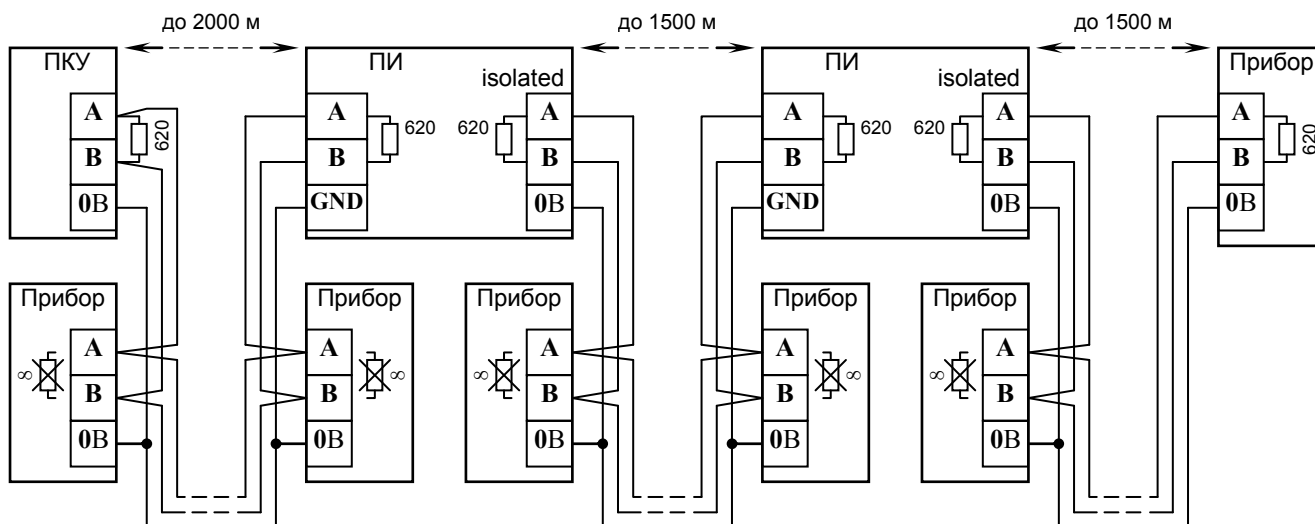 до 2000 м
до 1500 м
до 1500 м
ПКУ
A
B
0В
620
ПИ
isolated
A
B
GND
620
620
A
B
0В
ПИ
isolated
A
B
GND
620
620
A
B
0В
Прибор
A
B
0В
620
Прибор
∞
A
B
0В
Прибор
A
B
0В
∞
Прибор
∞
A
B
0В
Прибор
A
B
0В
∞
Прибор
∞
A
B
0В